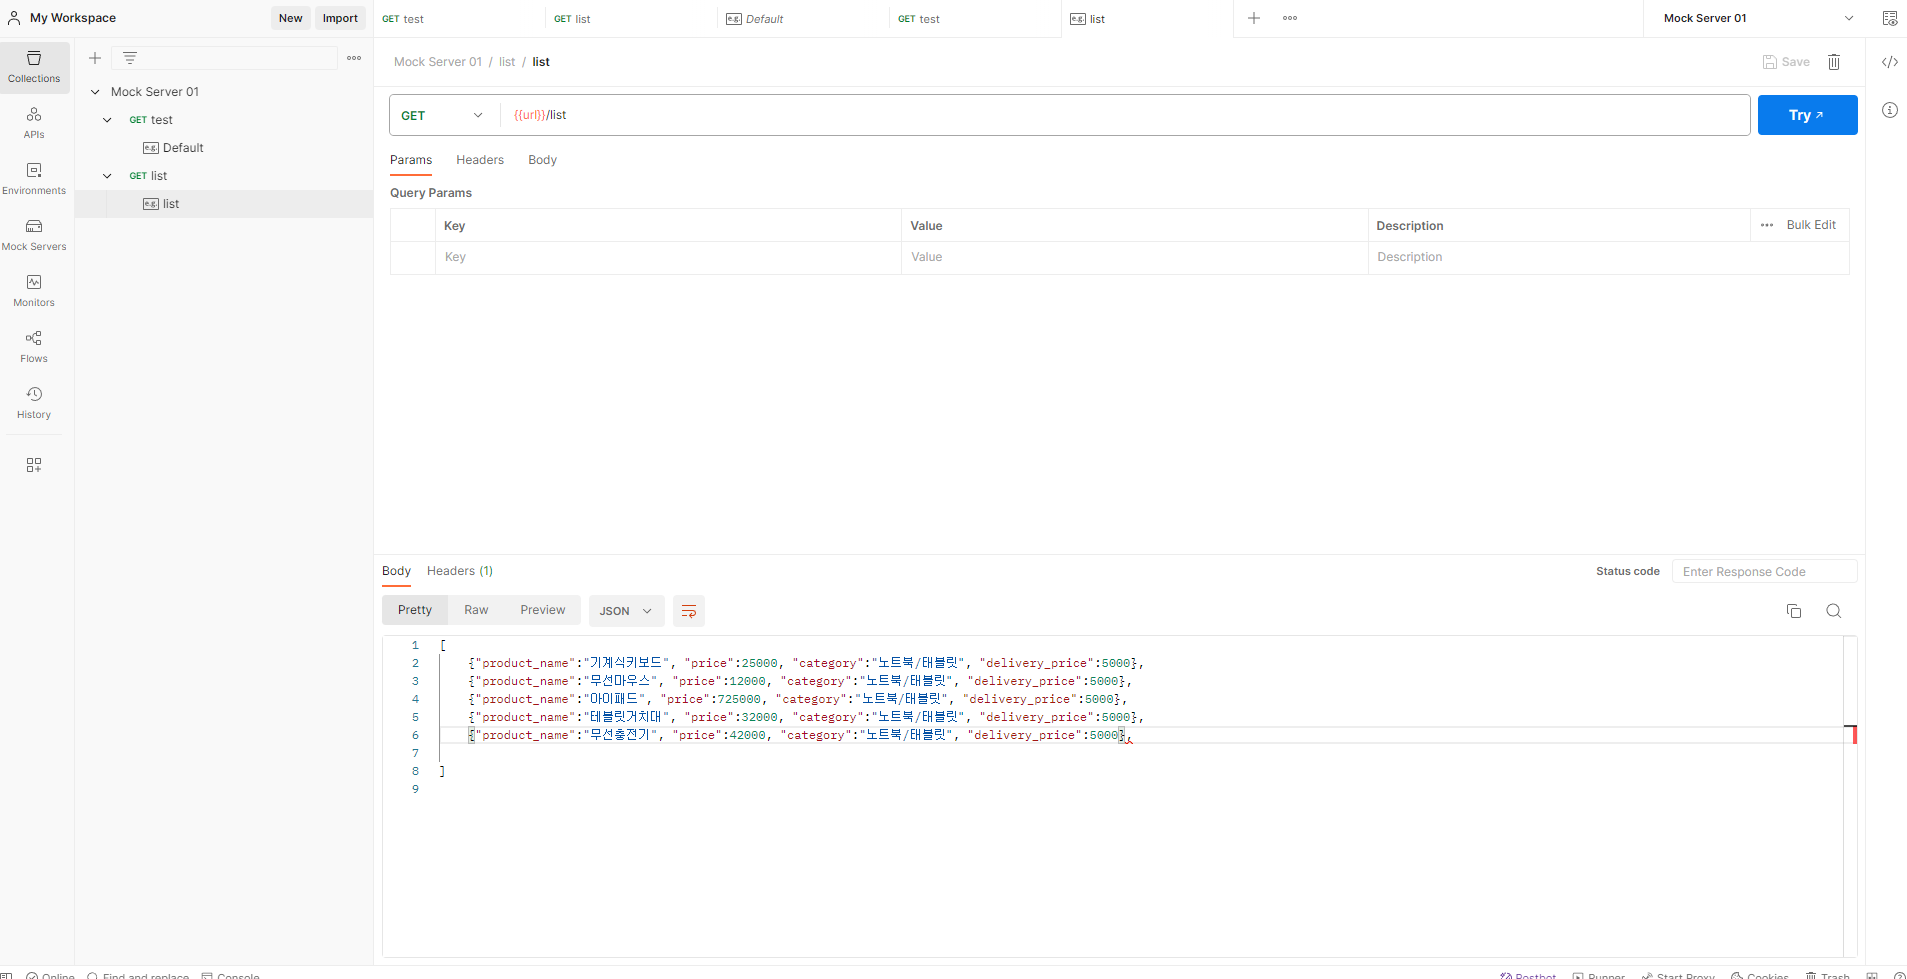 My Workspace
New
Import
GET test
GET list
e.g. Default
GET test
e.g. list
Mock Server 01
Collections
APIs
Environments
Mock Servers
Monitors
Flows
History
Mock Server 01
GET test
e.g. Default
GET list
e.g. list
Mock Server 01 / list / list
Save
GET
{{url}}/list
Try
Params Headers Body
Query Params
Key Value Description Bulk Edit
Key Value Description
Body Headers (1)
Status code Enter Response Code
Pretty Raw Preview JSON
1 [
2 {"product_name":"기계식키보드", "price":25000, "category":"노트북/태블릿", "delivery_price":5000},
3 {"product_name":"무선마우스", "price":12000, "category":"노트북/태블릿", "delivery_price":5000},
4 {"product_name":"아이패드", "price":725000, "category":"노트북/태블릿", "delivery_price":5000},
5 {"product_name":"테블릿거치대", "price":32000, "category":"노트북/태블릿", "delivery_price":5000},
6 {"product_name":"무선충전기", "price":42000, "category":"노트북/태블릿", "delivery_price":5000},
7
8 ]
9
Online Find and replace Console Postbot Runner Start Proxy Cookies Trash